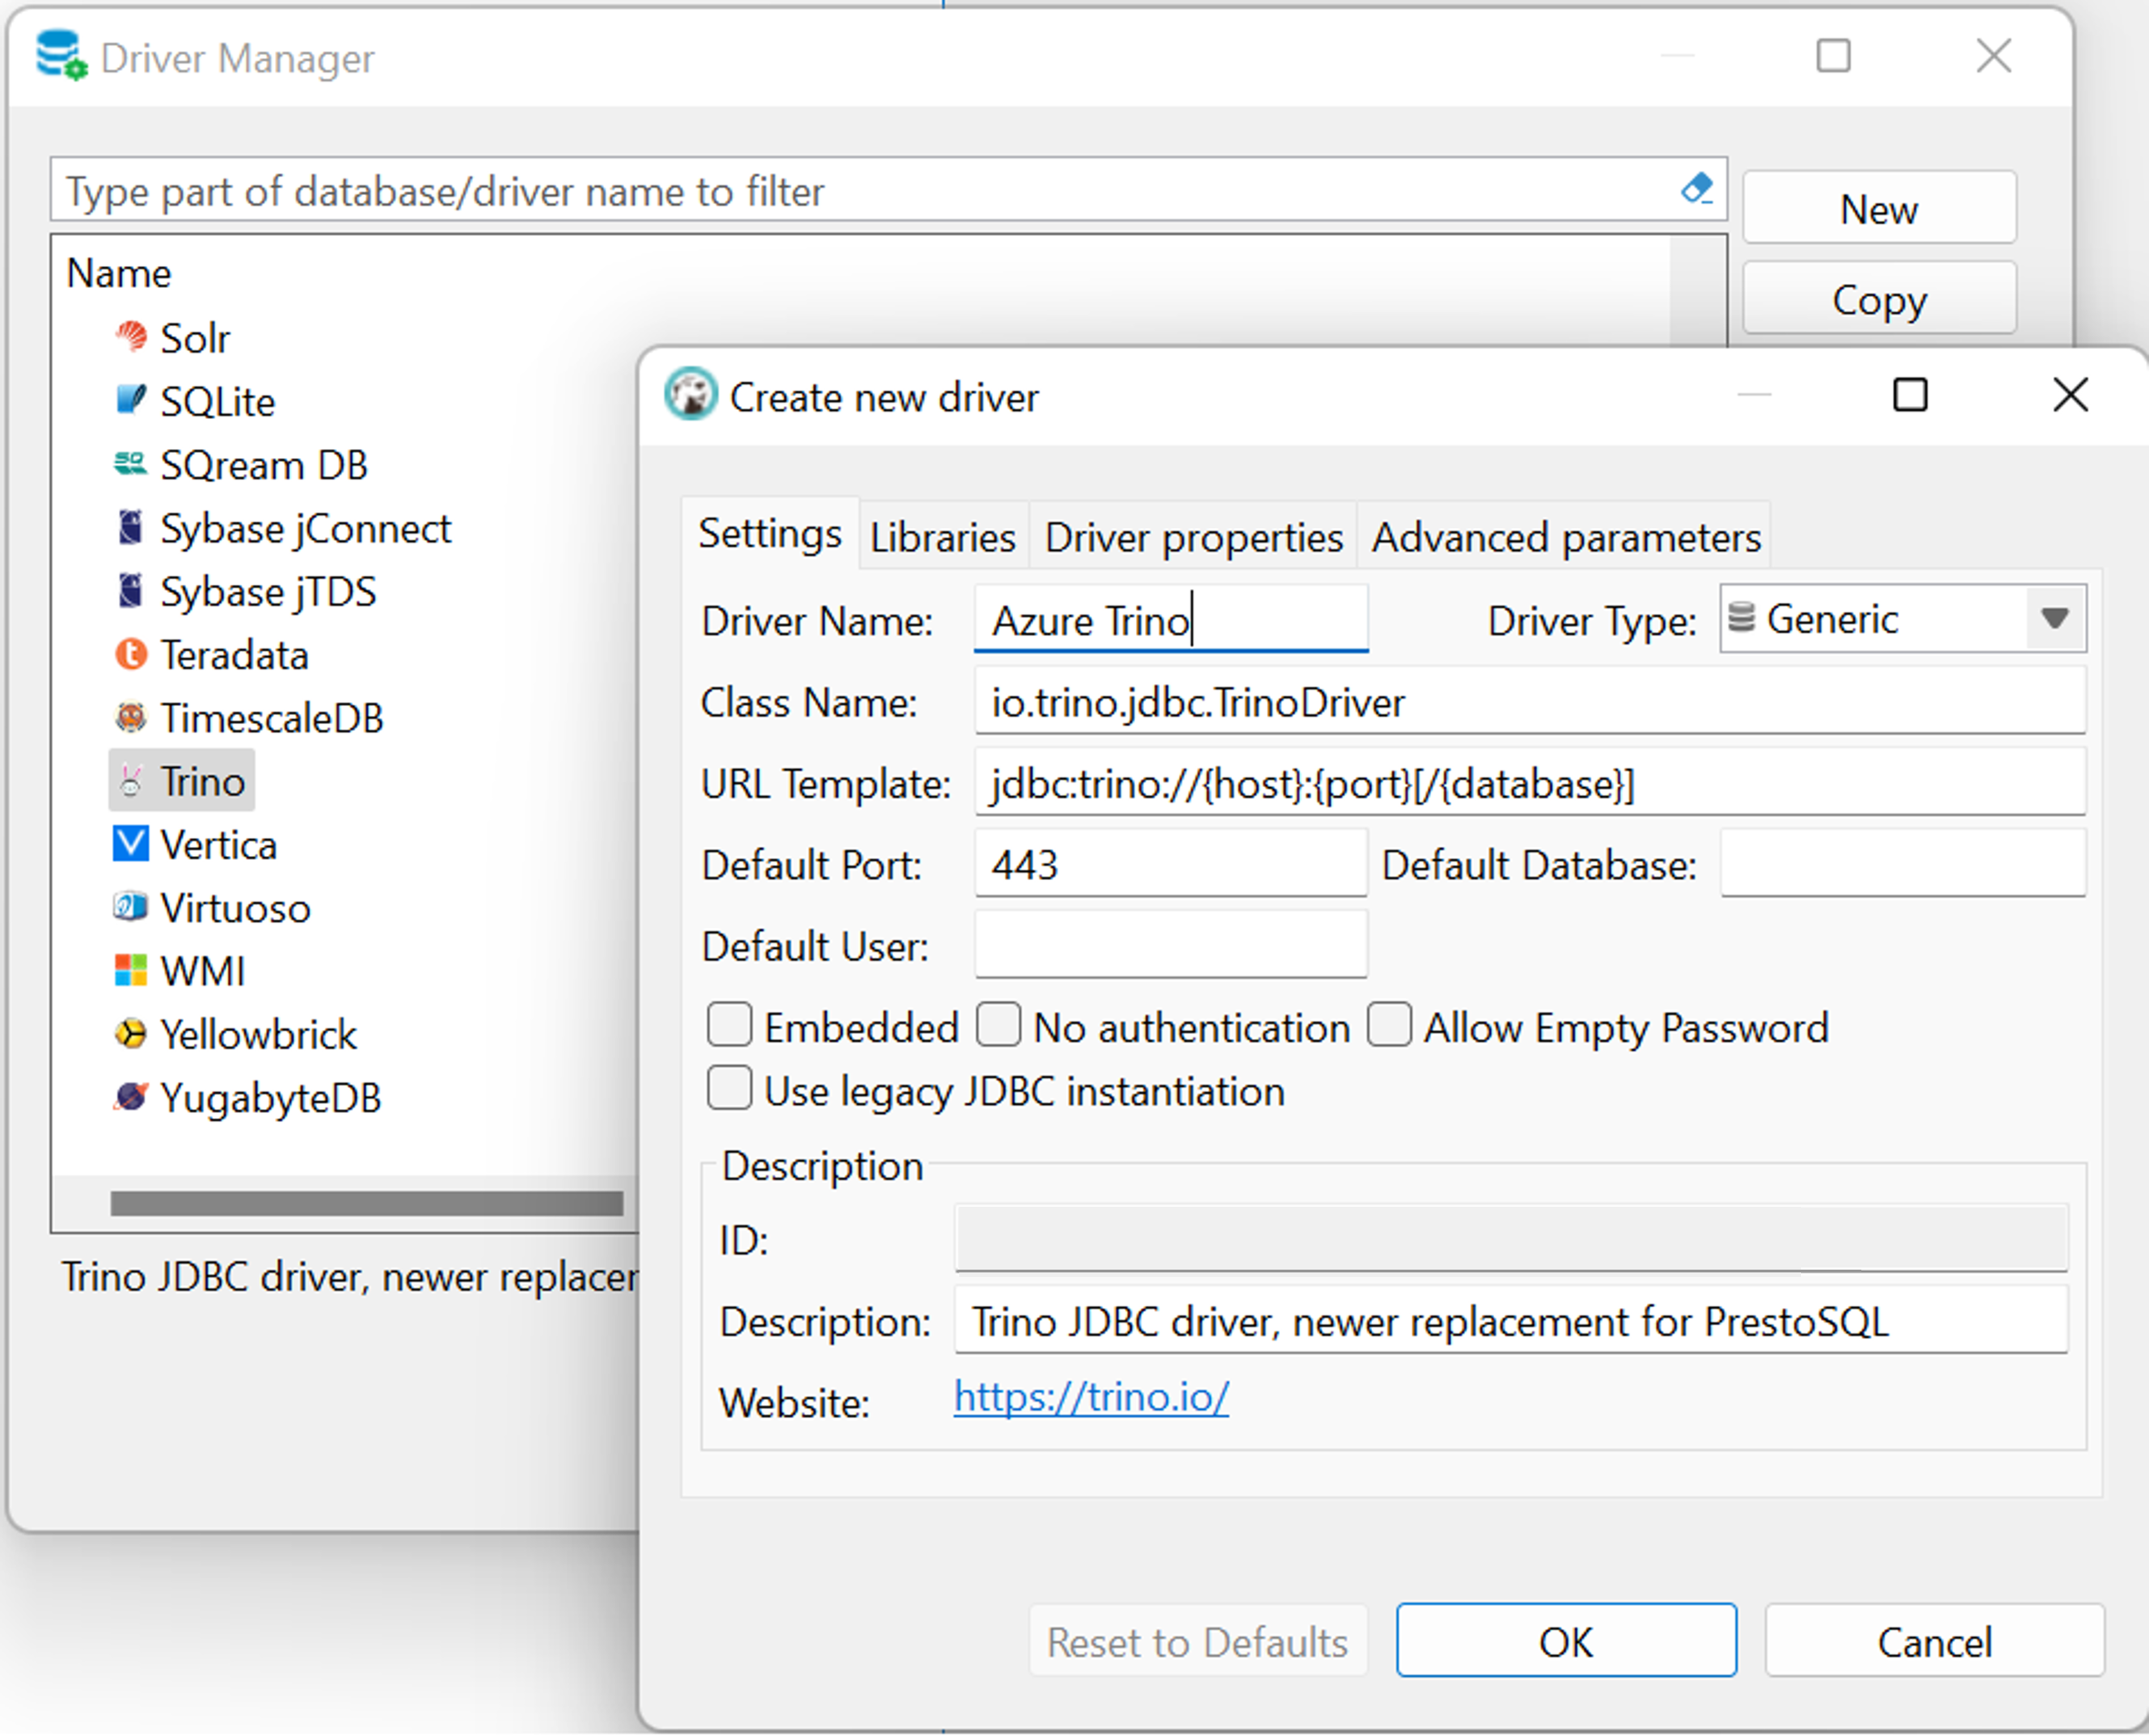 Driver Manager
Type part of database/driver name to filter
New
Name
Copy
Solr
SQLite
SQream DB
Sybase jConnect
Sybase jTDS
Teradata
TimescaleDB
Trino
Vertica
Virtuoso
WMI
Yellowbrick
YugabyteDB
Trino JDBC driver, newer
Create new driver
Settings Libraries Driver properties Advanced parameters
Driver Name: Azure Trino Driver Type: Generic
Class Name: io.trino.jdbc.TrinoDriver
URL Template: jdbc:trino://{host}:{port}[/{database}]
Default Port: 443 Default Database:
Default User:
Embedded No authentication Allow Empty Password
Use legacy JDBC instantiation
Description
ID:
Description: Trino JDBC driver, newer replacement for PrestoSQL
Website: https://trino.io/
Reset to Defaults OK Cancel